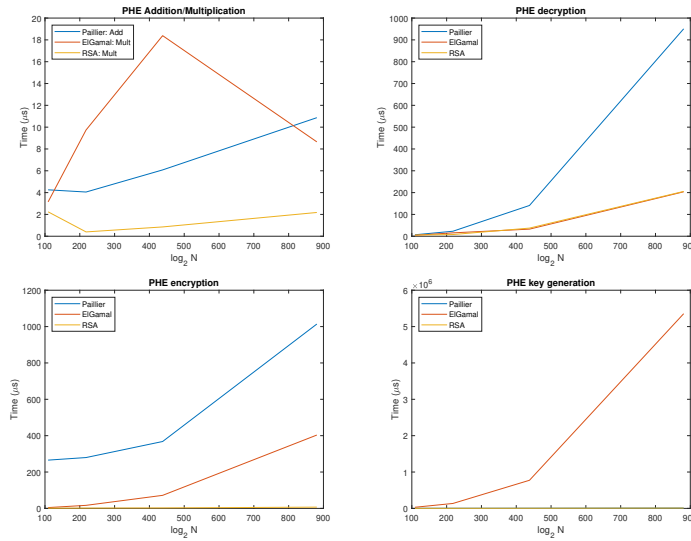 PHE Addition/Multiplication
Time (μs)
20
18
16
14
12
10
8
6
4
2
0
Paillier: Add
ElGamal: Mult
RSA: Mult
100 200 300 400 500 600 700 800 900
log2 N
PHE decryption
Time (μs)
1000
900
800
700
600
500
400
300
200
100
0
Paillier
ElGamal
RSA
100 200 300 400 500 600 700 800 900
log2 N
PHE encryption
Time (μs)
1200
1000
800
600
400
200
0
Paillier
ElGamal
RSA
100 200 300 400 500 600 700 800 900
log2 N
PHE key generation
×10^6
Time (μs)
6
5
4
3
2
1
0
Paillier
ElGamal
RSA
100 200 300 400 500 600 700 800 900
log2 N